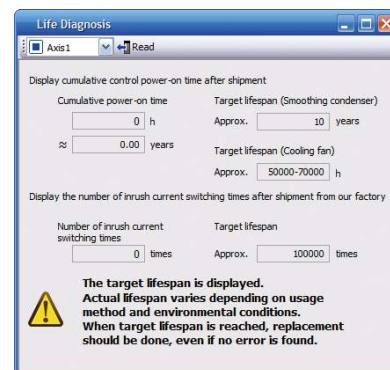 Life Diagnosis
Axis1 Read
Display cumulative control power-on time after shipment
Cumulative power-on time
0 h
≈ 0.00 years
Target lifespan (Smoothing condenser)
Approx. 10 years
Target lifespan (Cooling fan)
Approx. 50000-70000 h
Display the number of inrush current switching times after shipment from our factory
Number of inrush current
switching times
0 times
Target lifespan
Approx. 100000 times
The target lifespan is displayed.
Actual lifespan varies depending on usage
method and environmental conditions.
When target lifespan is reached, replacement
should be done, even if no error is found.